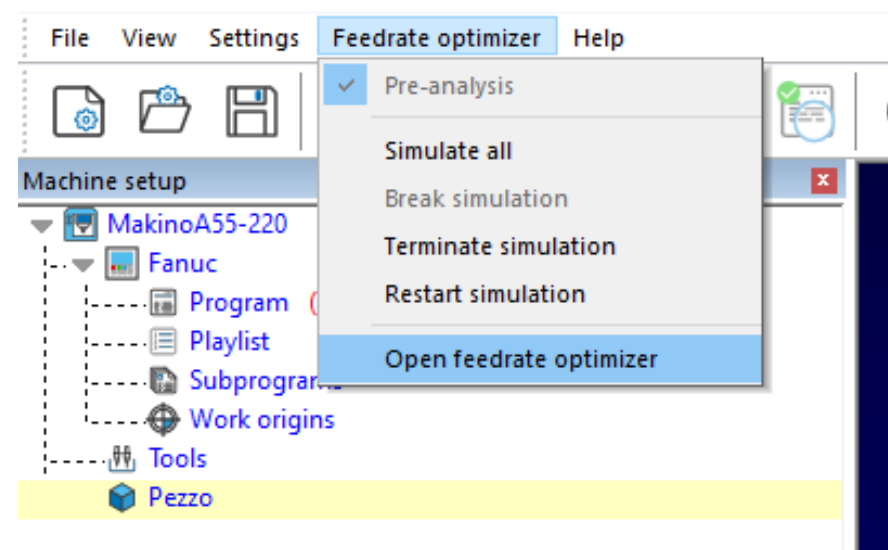 File View Settings Feedrate optimizer Help
Pre-analysis
Simulate all
Break simulation
Terminate simulation
Restart simulation
Open feedrate optimizer
Machine setup
MakinoA55-220
Fanuc
Program (
Playlist
Work origins
Tools
Pezzo